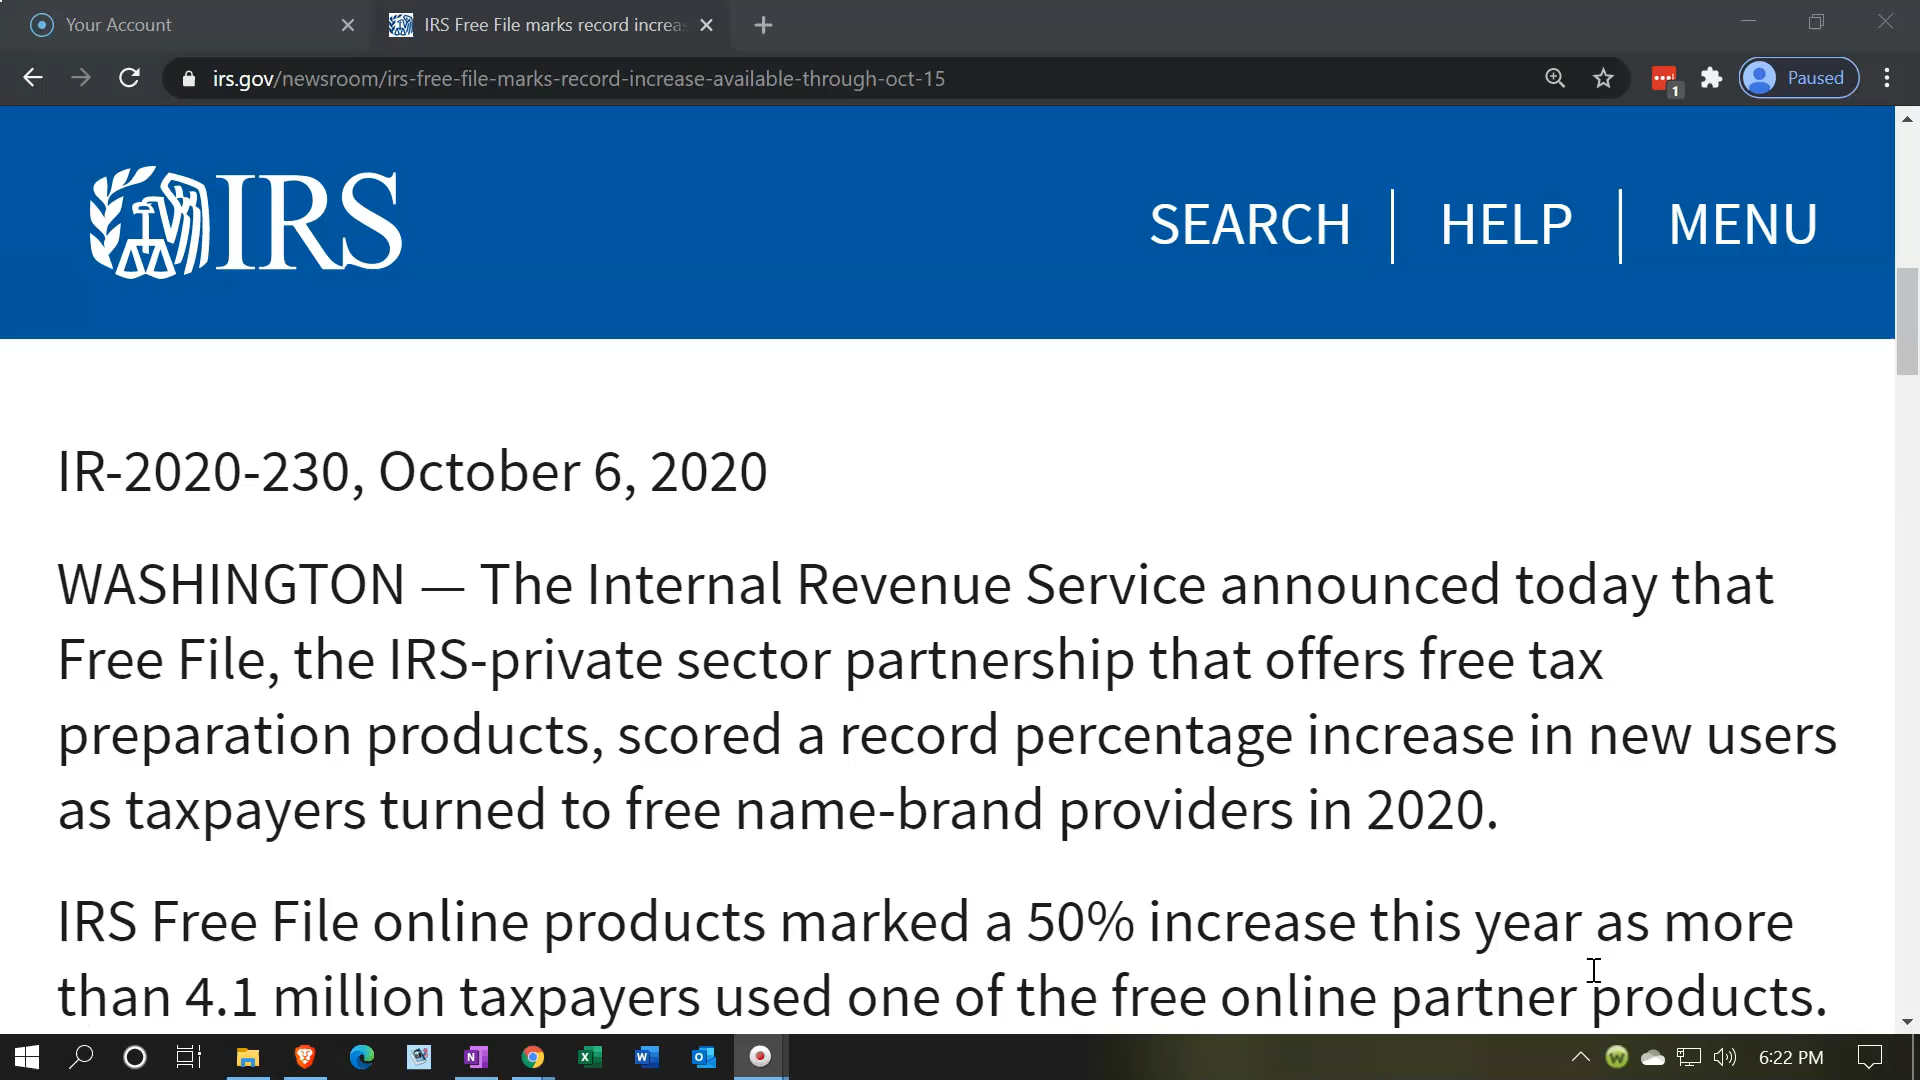 Your Account
IRS Free File marks record increa
irs.gov/newsroom/irs-free-file-marks-record-increase-available-through-oct-15
1
Paused
IRS
SEARCH
HELP
MENU
IR-2020-230, October 6, 2020
WASHINGTON — The Internal Revenue Service announced today that
Free File, the IRS-private sector partnership that offers free tax
preparation products, scored a record percentage increase in new users
as taxpayers turned to free name-brand providers in 2020.
IRS Free File online products marked a 50% increase this year as more
than 4.1 million taxpayers used one of the free online partner products.
6:22 PM